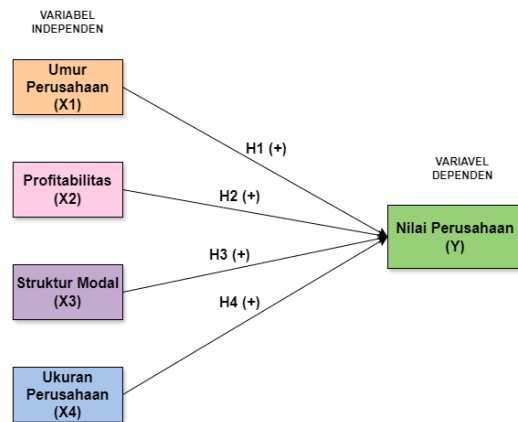 VARIABEL
INDEPENDEN
Umur
Perusahaan
(X1)
H1 (+)
Profitabilitas
(X2)
H2 (+)
VARIAVEL
DEPENDEN
Nilai Perusahaan
(Y)
H3 (+)
Struktur Modal
(X3)
H4 (+)
Ukuran
Perusahaan
(X4)